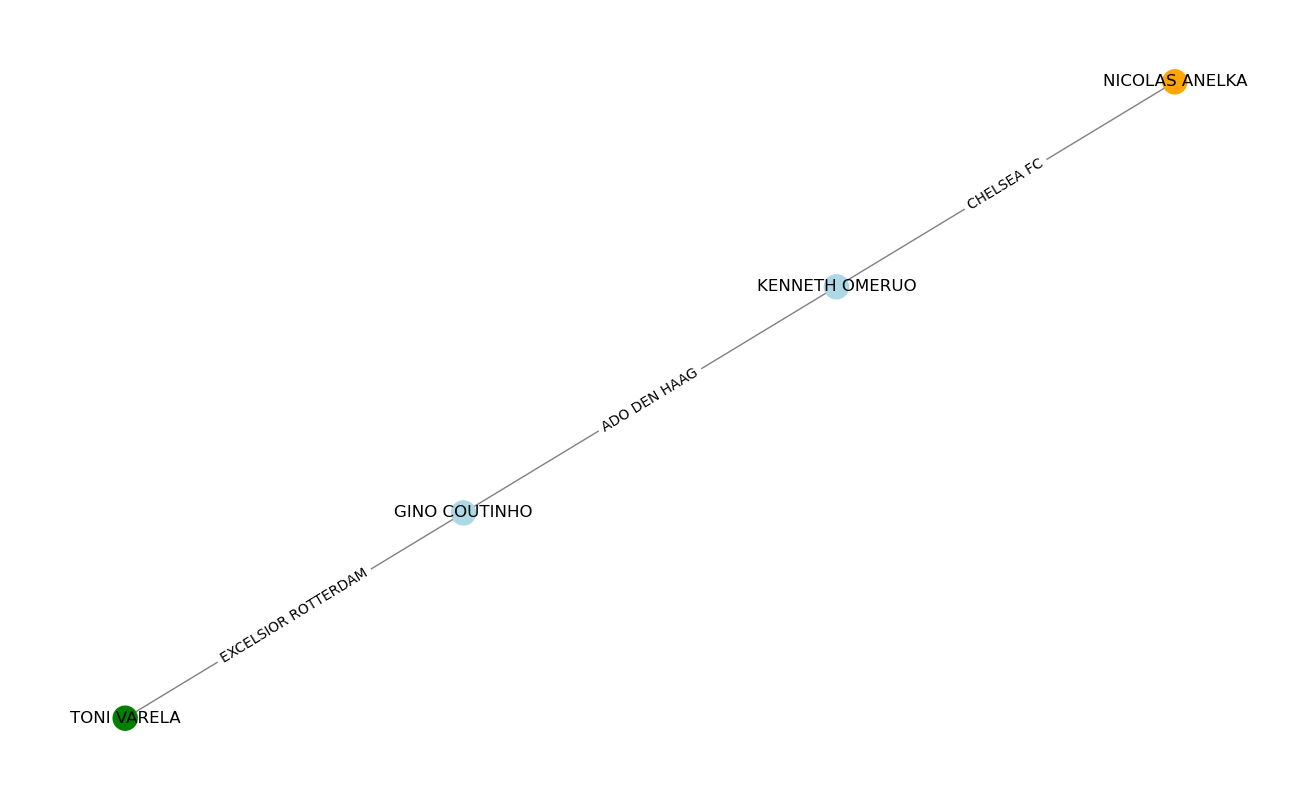 NICOLAS ANELKA
CHELSEA FC
KENNETH OMERUO
ADO DEN HAAG
GINO COUTINHO
EXCELSIOR ROTTERDAM
TONI VARELA